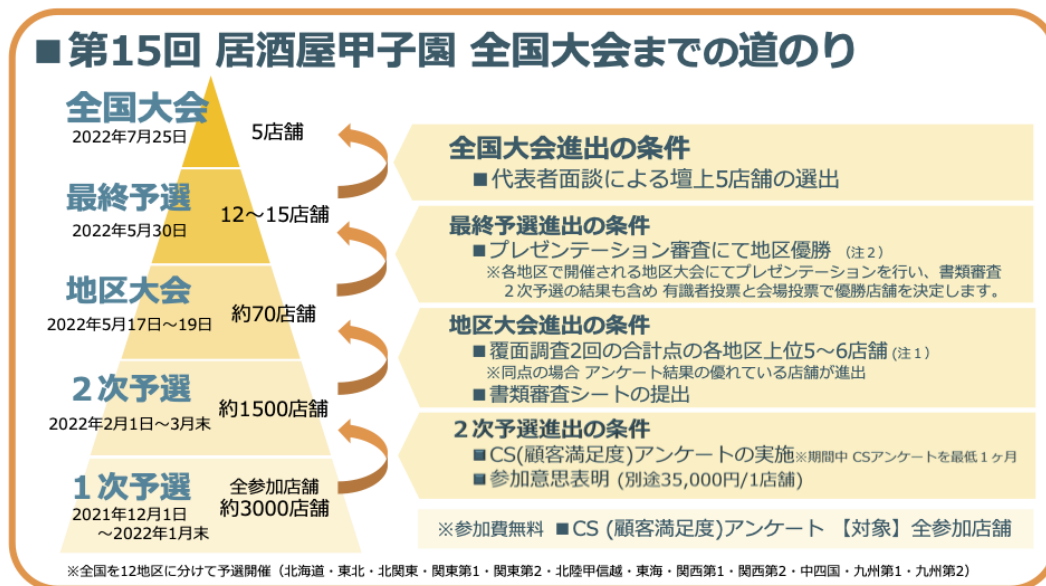 ■第15回 居酒屋甲子園 全国大会までの道のり
全国大会
2022年7月25日
5店舗
全国大会進出の条件
■代表者面談による壇上5店舗の選出
最終予選
2022年5月30日
12～15店舗
最終予選進出の条件
■プレゼンテーション審査にて地区優勝 (注２)
※各地区で開催される地区大会にてプレゼンテーションを行い、書類審査
２次予選の結果も含め 有識者投票と会場投票で優勝店舗を決定します。
地区大会
2022年5月17日～19日
約70店舗
地区大会進出の条件
■覆面調査2回の合計点の各地区上位5～6店舗(注１)
※同点の場合 アンケート結果の優れている店舗が進出
■書類審査シートの提出
２次予選
2022年2月1日～3月末
約1500店舗
２次予選進出の条件
■CS(顧客満足度)アンケートの実施※期間中 CSアンケートを最低１ヶ月
■参加意思表明 (別途35,000円/1店舗)
１次予選
2021年12月1日
～2022年1月末
全参加店舗
約3000店舗
※参加費無料 ■CS (顧客満足度)アンケート 【対象】全参加店舗
※全国を12地区に分けて予選開催（北海道・東北・北関東・関東第1・関東第2・北陸甲信越・東海・関西第1・関西第2・中四国・九州第1・九州第2）